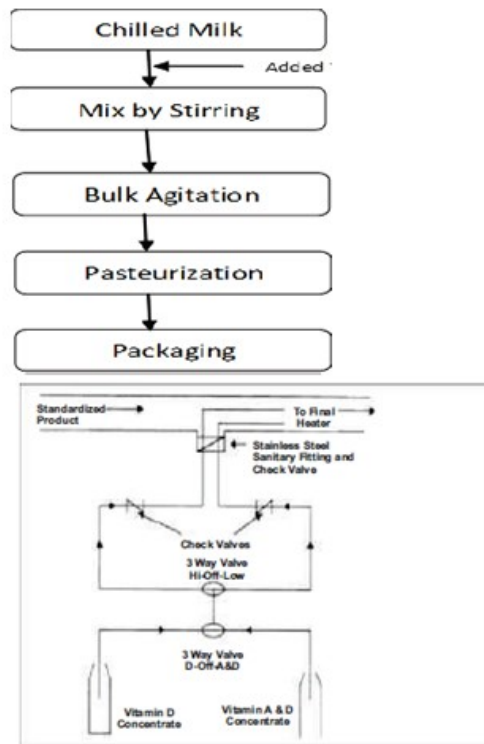 Chilled Milk
Added
Mix by Stirring
Bulk Agitation
Pasteurization
Packaging
Standardized
Product
To Final
Heater
Stainless Steel
Sanitary Fitting and
Check Valve
Check Valves
3 Way Valve
Hi-Off-Low
3 Way Valve
D-Off-A&D
Vitamin D
Concentrate
Vitamin A & D
Concentrate